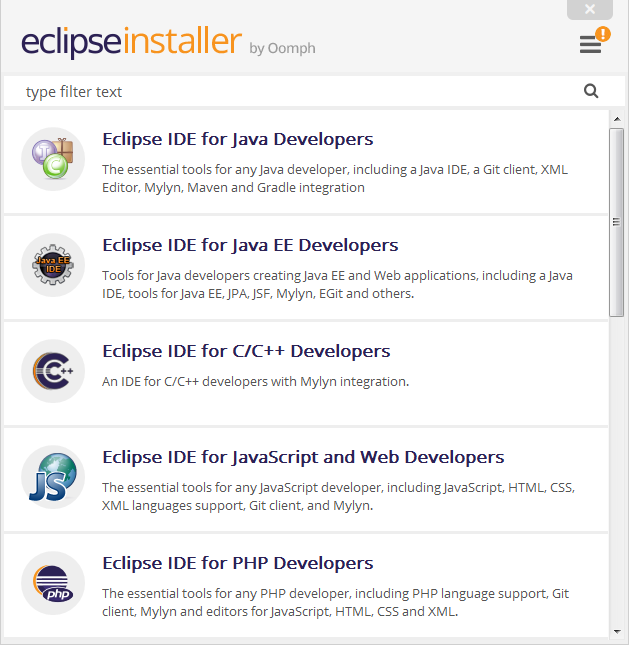 eclipseinstaller by Oomph
!
type filter text
Eclipse IDE for Java Developers
The essential tools for any Java developer, including a Java IDE, a Git client, XML
Editor, Mylyn, Maven and Gradle integration
J
C
Eclipse IDE for Java EE Developers
Java EE
IDE
Tools for Java developers creating Java EE and Web applications, including a Java
IDE, tools for Java EE, JPA, JSF, Mylyn, EGit and others.
Eclipse IDE for C/C++ Developers
C++
An IDE for C/C++ developers with Mylyn integration.
Eclipse IDE for JavaScript and Web Developers
JS
The essential tools for any JavaScript developer, including JavaScript, HTML, CSS,
XML languages support, Git client, and Mylyn.
Eclipse IDE for PHP Developers
php
The essential tools for any PHP developer, including PHP language support, Git
client, Mylyn and editors for JavaScript, HTML, CSS and XML.